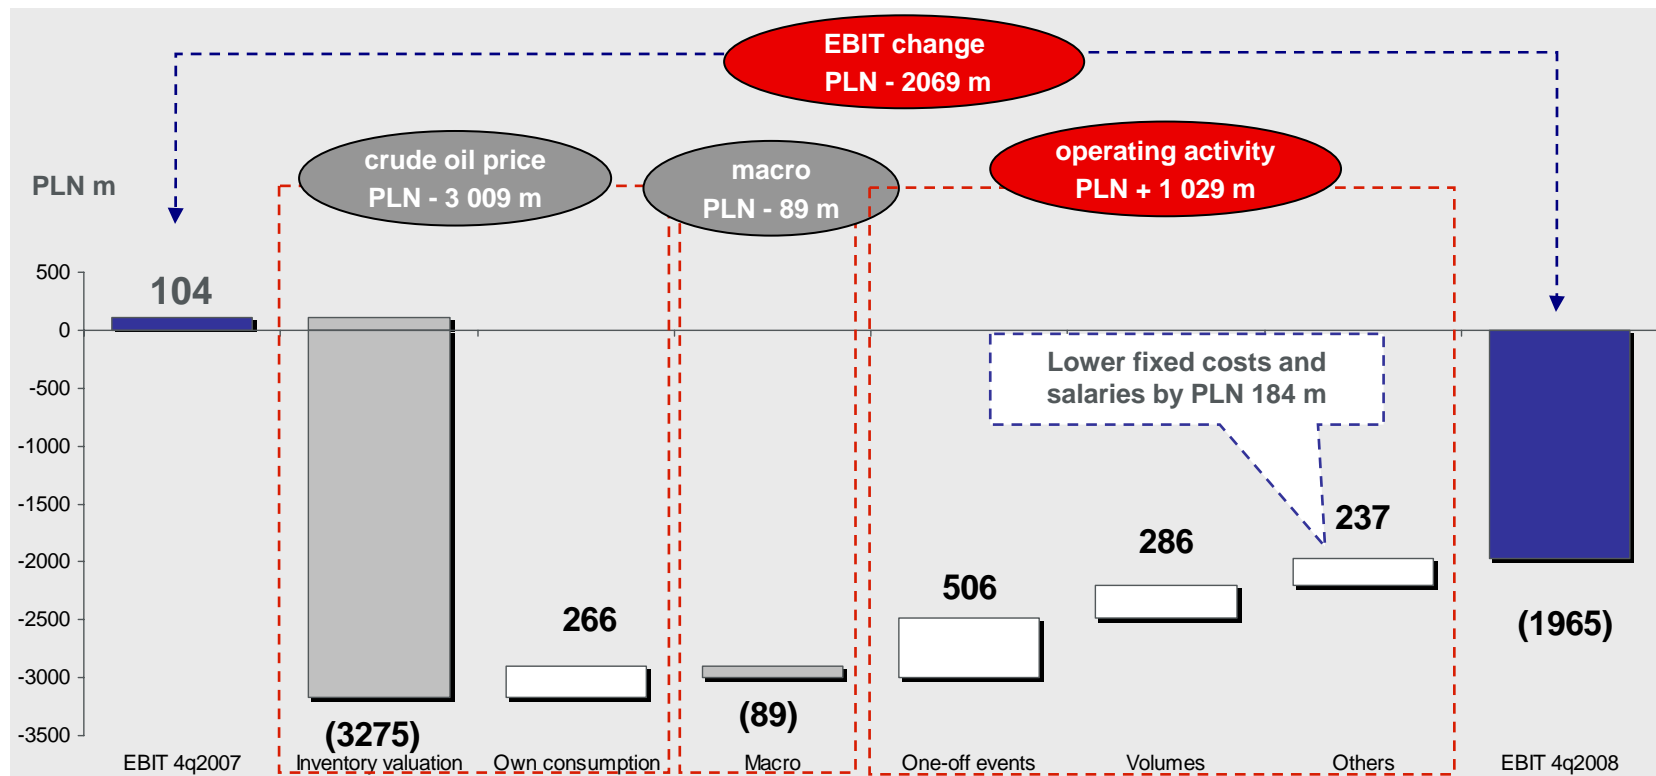 EBIT change
PLN - 2069 m
crude oil price
PLN - 3 009 m
macro
PLN - 89 m
operating activity
PLN + 1 029 m
PLN m
500
0
-500
-1000
-1500
-2000
-2500
-3000
-3500
104
(3275)
266
(89)
506
286
237
(1965)
Lower fixed costs and
salaries by PLN 184 m
EBIT 4q2007
Inventory valuation
Own consumption
Macro
One-off events
Volumes
Others
EBIT 4q2008